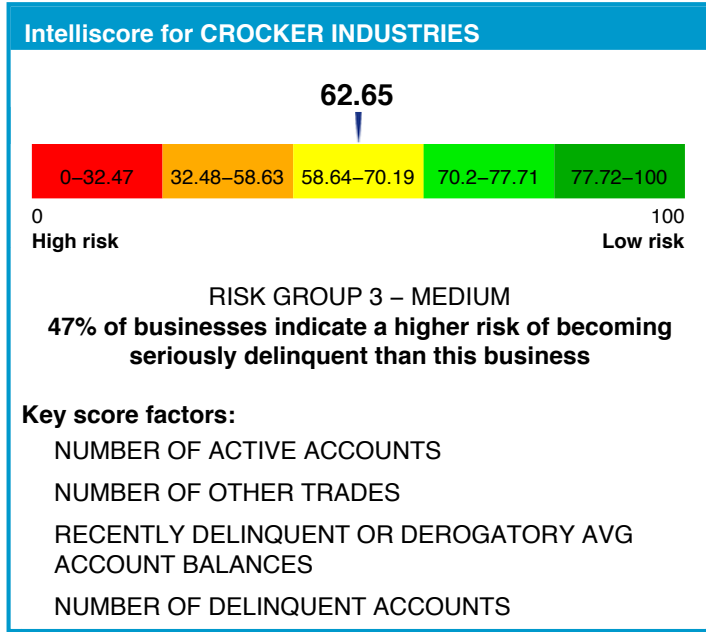 Intelliscore for CROCKER INDUSTRIES
62.65
0–32.47 32.48–58.63 58.64–70.19 70.2–77.71 77.72–100
0 100
High risk Low risk
RISK GROUP 3 – MEDIUM
47% of businesses indicate a higher risk of becoming
seriously delinquent than this business
Key score factors:
NUMBER OF ACTIVE ACCOUNTS
NUMBER OF OTHER TRADES
RECENTLY DELINQUENT OR DEROGATORY AVG
ACCOUNT BALANCES
NUMBER OF DELINQUENT ACCOUNTS